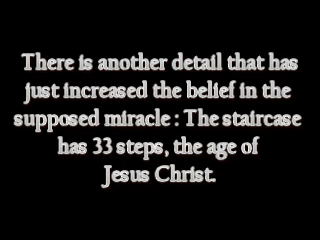 There is another detail that has
just increased the belief in the
supposed miracle : The staircase
has 33 steps, the age of
Jesus Christ.